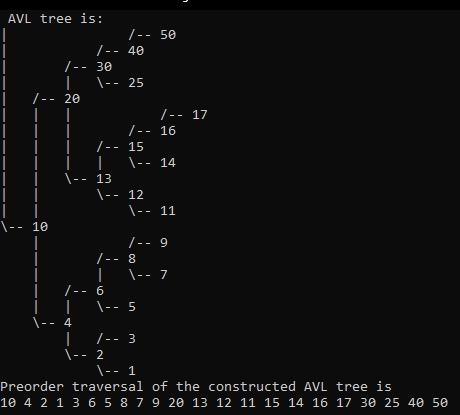 AVL tree is:
|               /-- 50
|           /-- 40
|       /-- 30
|       |   \-- 25
|   /-- 20
|   |   |           /-- 17
|   |   |       /-- 16
|   |   |   /-- 15
|   |   |   |   \-- 14
|   |   \-- 13
|   |       \-- 12
|   |           \-- 11
\-- 10
    |           /-- 9
    |       /-- 8
    |       |   \-- 7
    |   /-- 6
    |   |   \-- 5
    \-- 4
        |   /-- 3
        \-- 2
            \-- 1
Preorder traversal of the constructed AVL tree is
10 4 2 1 3 6 5 8 7 9 20 13 12 11 15 14 16 17 30 25 40 50